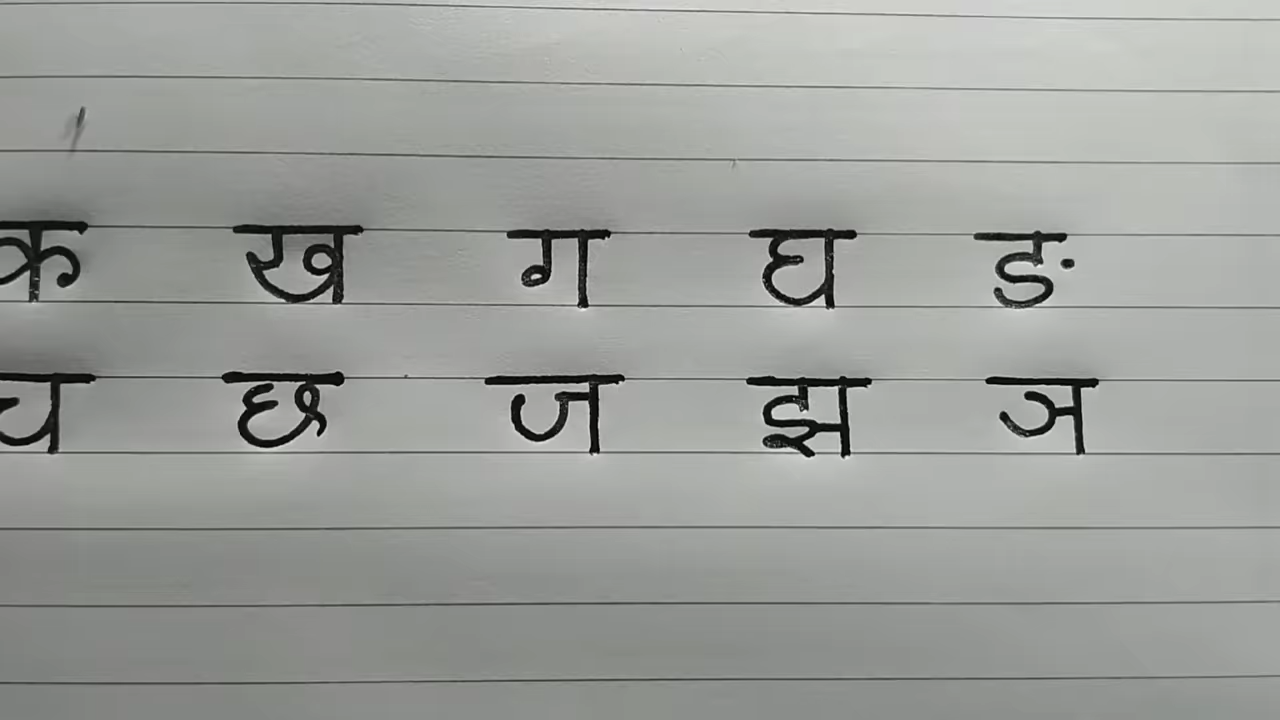 क ख ग घ ङ
च छ ज झ ञ